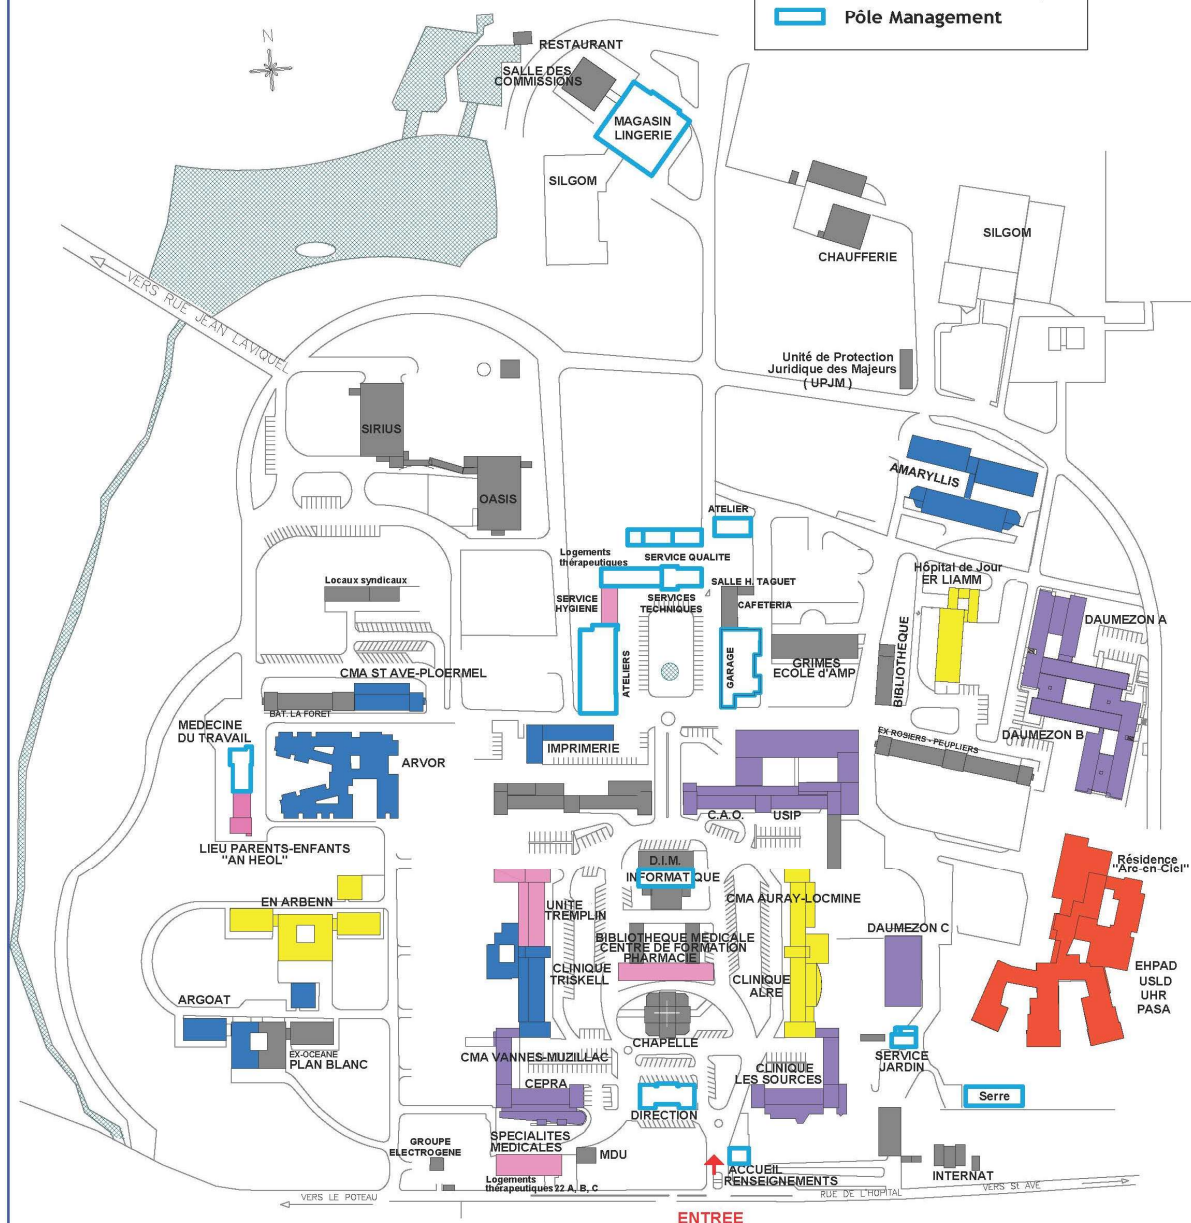 Pôle Management
N
RESTAURANT
SALLE DES
COMMISSIONS
MAGASIN
LINGERIE
SILGOM
CHAUFFERIE
SILGOM
VERS RUE JEAN LAVIQUEL
Unité de Protection
Juridique des Majeurs
( UPJM )
SIRIUS
OASIS
AMARYLLIS
ATELIER
SERVICE QUALITE
Logements
thérapeutiques
SERVICE
HYGIENE
SERVICES
TECHNIQUES
SALLE H. TAGUET
CAFETERIA
Hôpital de Jour
ER LIAMM
Locaux syndicaux
DAUMEZON A
BIBLIOTHEQUE
ATELIERS
GARAGE
GRIMES
ECOLE d'AMP
CMA ST AVE-PLOERMEL
BAT. LA FORET
MEDECINE
DU TRAVAIL
ARVOR
IMPRIMERIE
EX ROSIERS - PEUPLIERS
DAUMEZON B
C.A.O.
USIP
LIEU PARENTS-ENFANTS
"AN HEOL"
D.I.M.
INFORMATIQUE
Résidence
"Arc-en-Ciel"
EN ARBENN
UNITE
TREMPLIN
CMA AURAY-LOCMINE
BIBLIOTHEQUE MEDICALE
CENTRE DE FORMATION
PHARMACIE
DAUMEZON C
CLINIQUE
TRISKELL
CLINIQUE
ALRE
EHPAD
USLD
UHR
PASA
ARGOAT
CHAPELLE
EX-OCEANE
PLAN BLANC
CMA VANNES-MUZILLAC
CEPRA
CLINIQUE
LES SOURCES
SERVICE
JARDIN
Serre
DIRECTION
SPECIALITES
MEDICALES
GROUPE
ELECTROGENE
MDU
Logements
thérapeutiques 22 A, B, C
ACCUEIL
RENSEIGNEMENTS
INTERNAT
VERS LE POTEAU
RUE DE L'HOPITAL
VERS St AVE
ENTREE